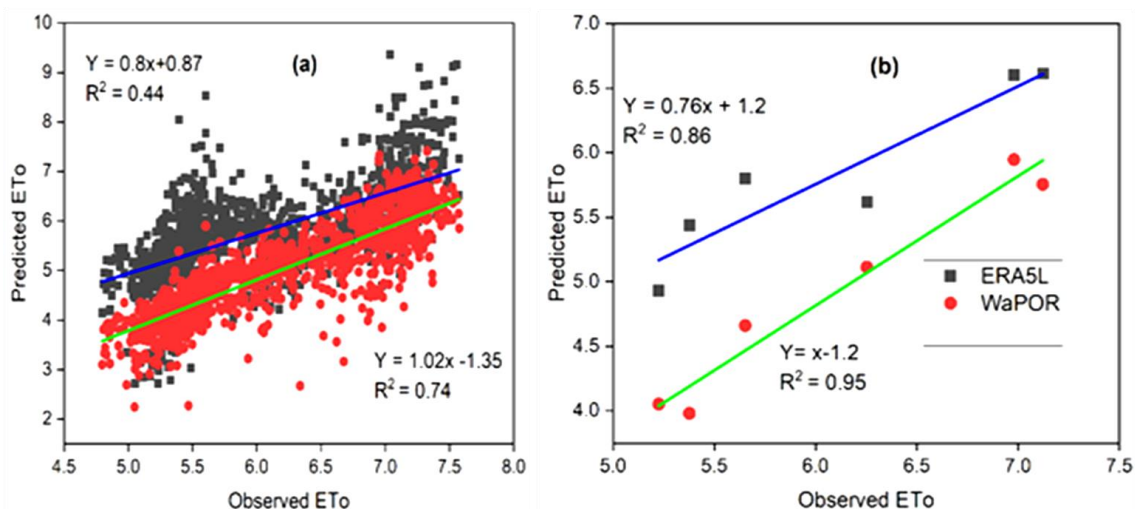 (a)
Y = 0.8x+0.87
R² = 0.44
Y = 1.02x -1.35
R² = 0.74
Predicted ETo
10
9
8
7
6
5
4
3
2
4.5 5.0 5.5 6.0 6.5 7.0 7.5 8.0
Observed ETo
(b)
Y = 0.76x + 1.2
R² = 0.86
ERA5L
WaPOR
Y= x-1.2
R² = 0.95
Predicted ETo
7.0
6.5
6.0
5.5
5.0
4.5
4.0
5.0 5.5 6.0 6.5 7.0 7.5
Observed ETo